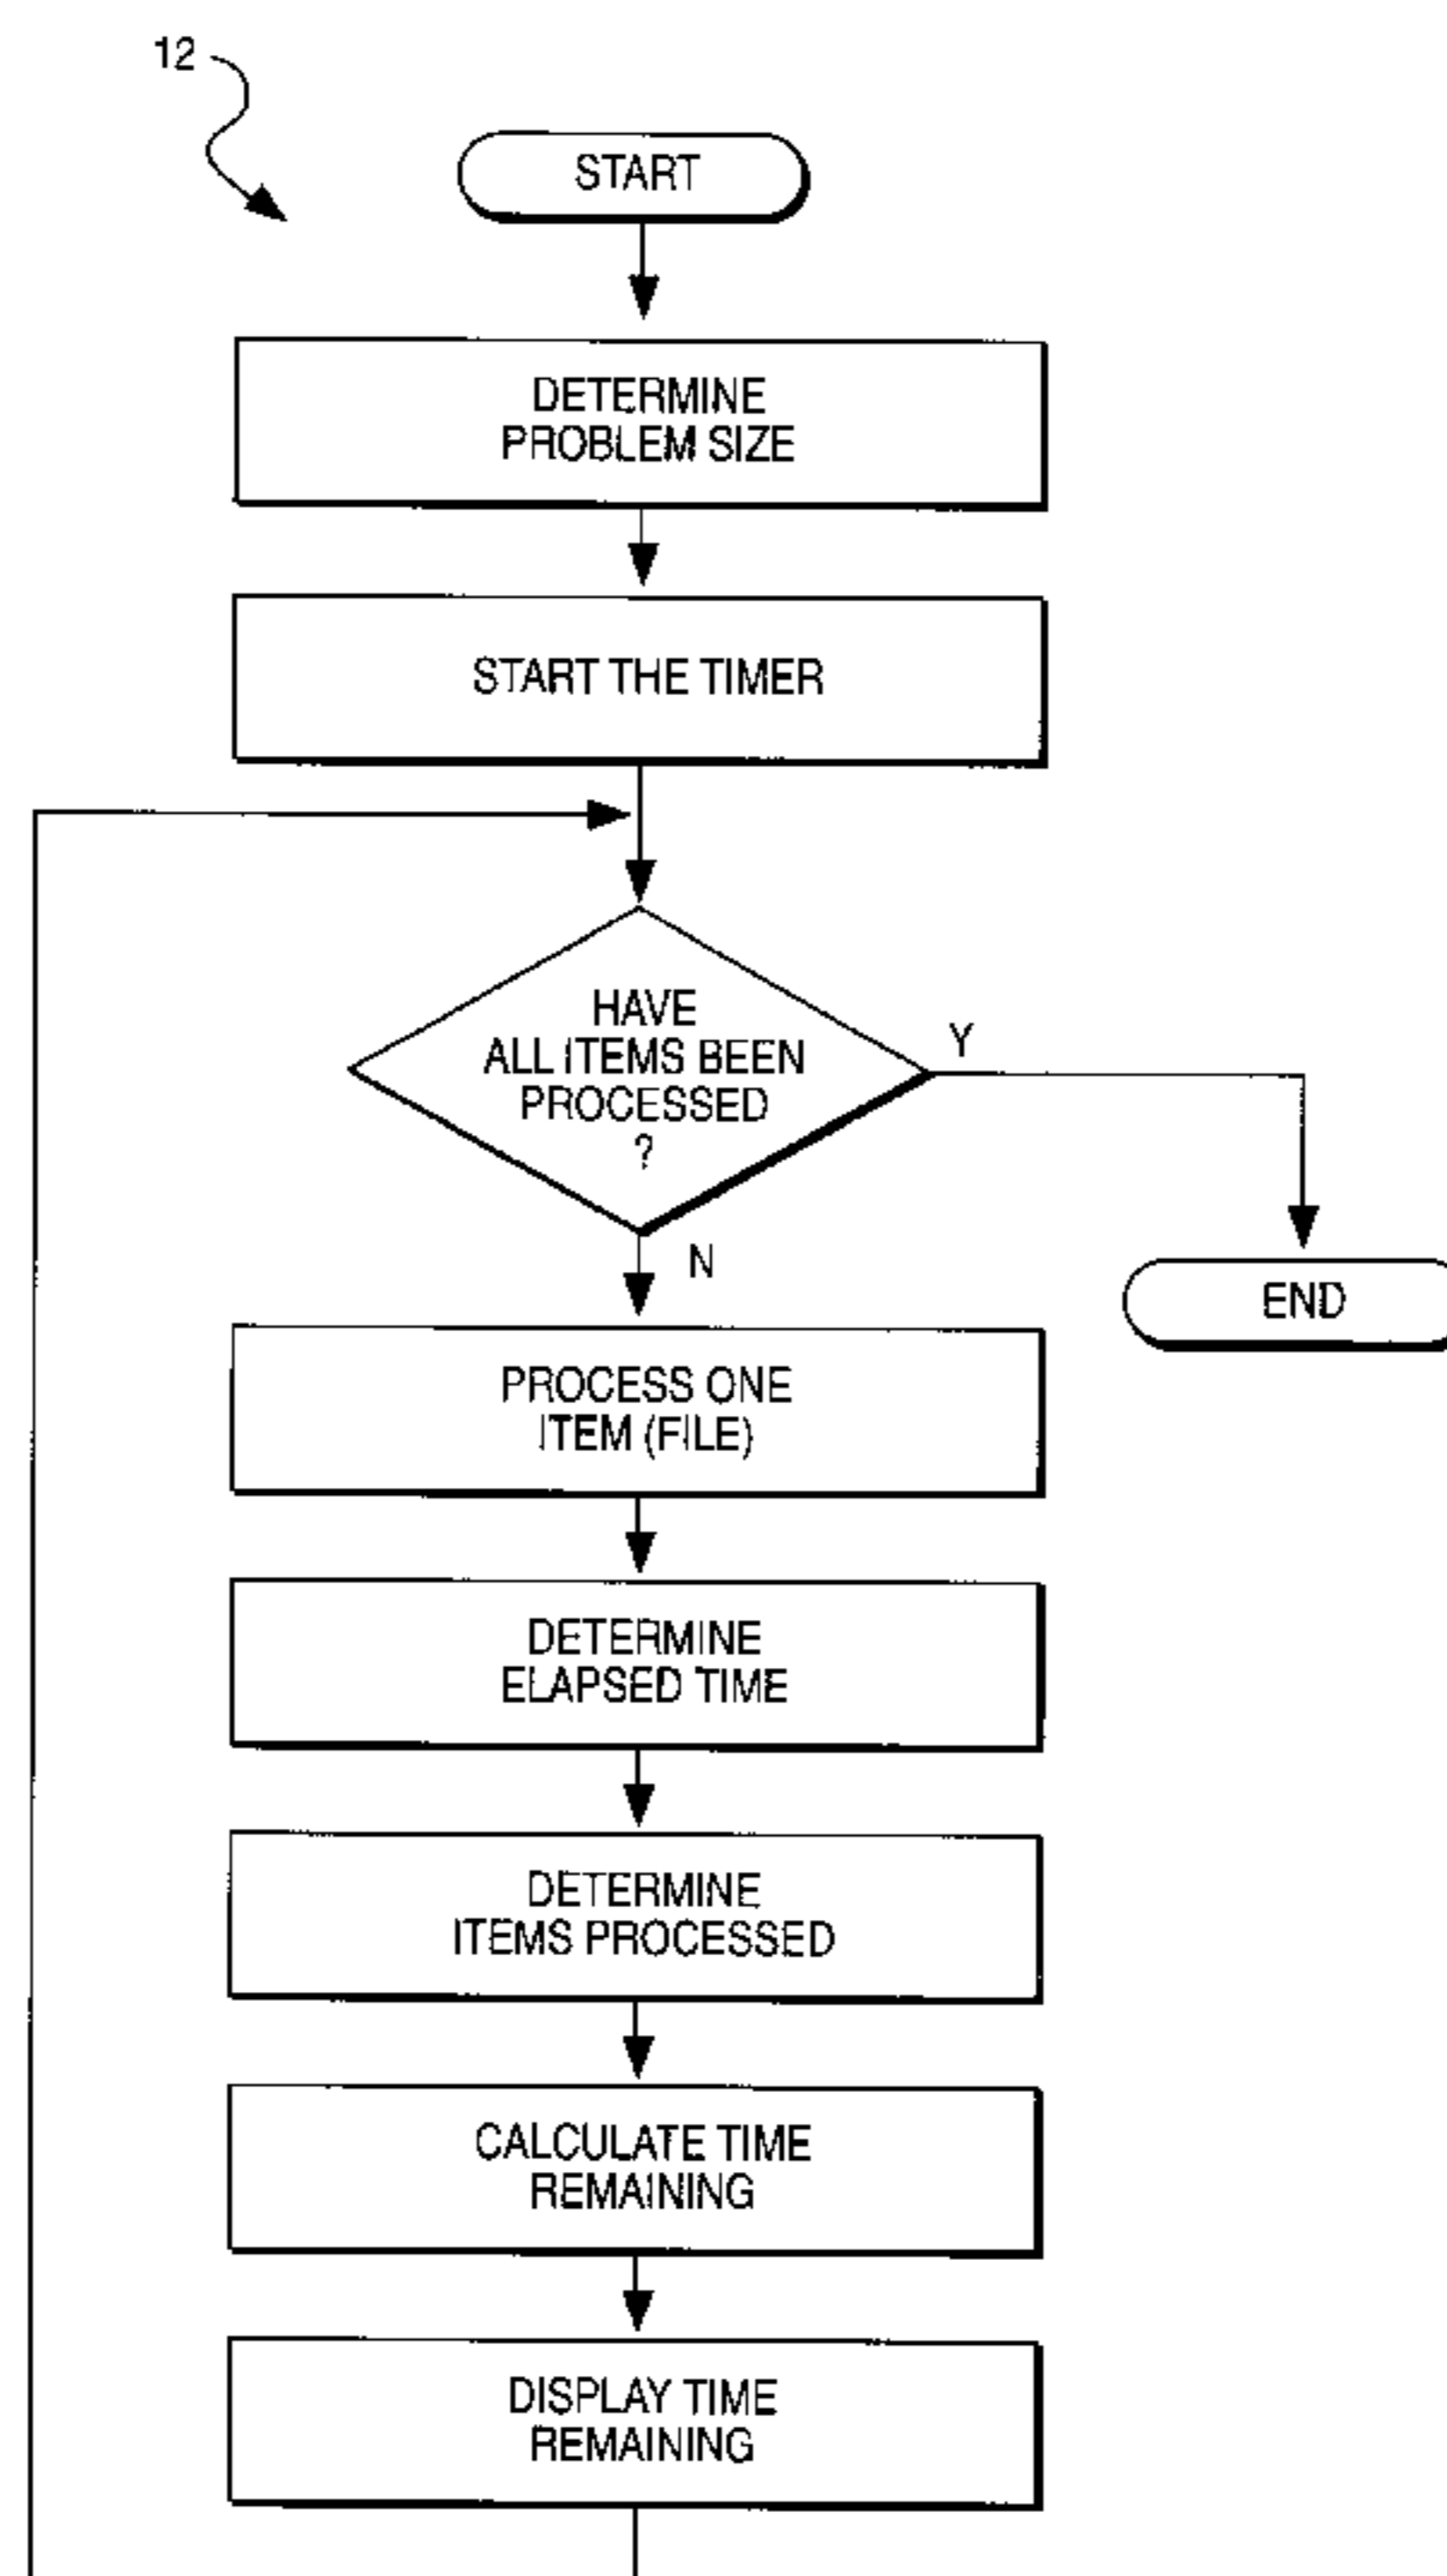 12
START
DETERMINE
PROBLEM SIZE
START THE TIMER
HAVE
ALL ITEMS BEEN
PROCESSED
?
Y
N
END
PROCESS ONE
ITEM (FILE)
DETERMINE
ELAPSED TIME
DETERMINE
ITEMS PROCESSED
CALCULATE TIME
REMAINING
DISPLAY TIME
REMAINING